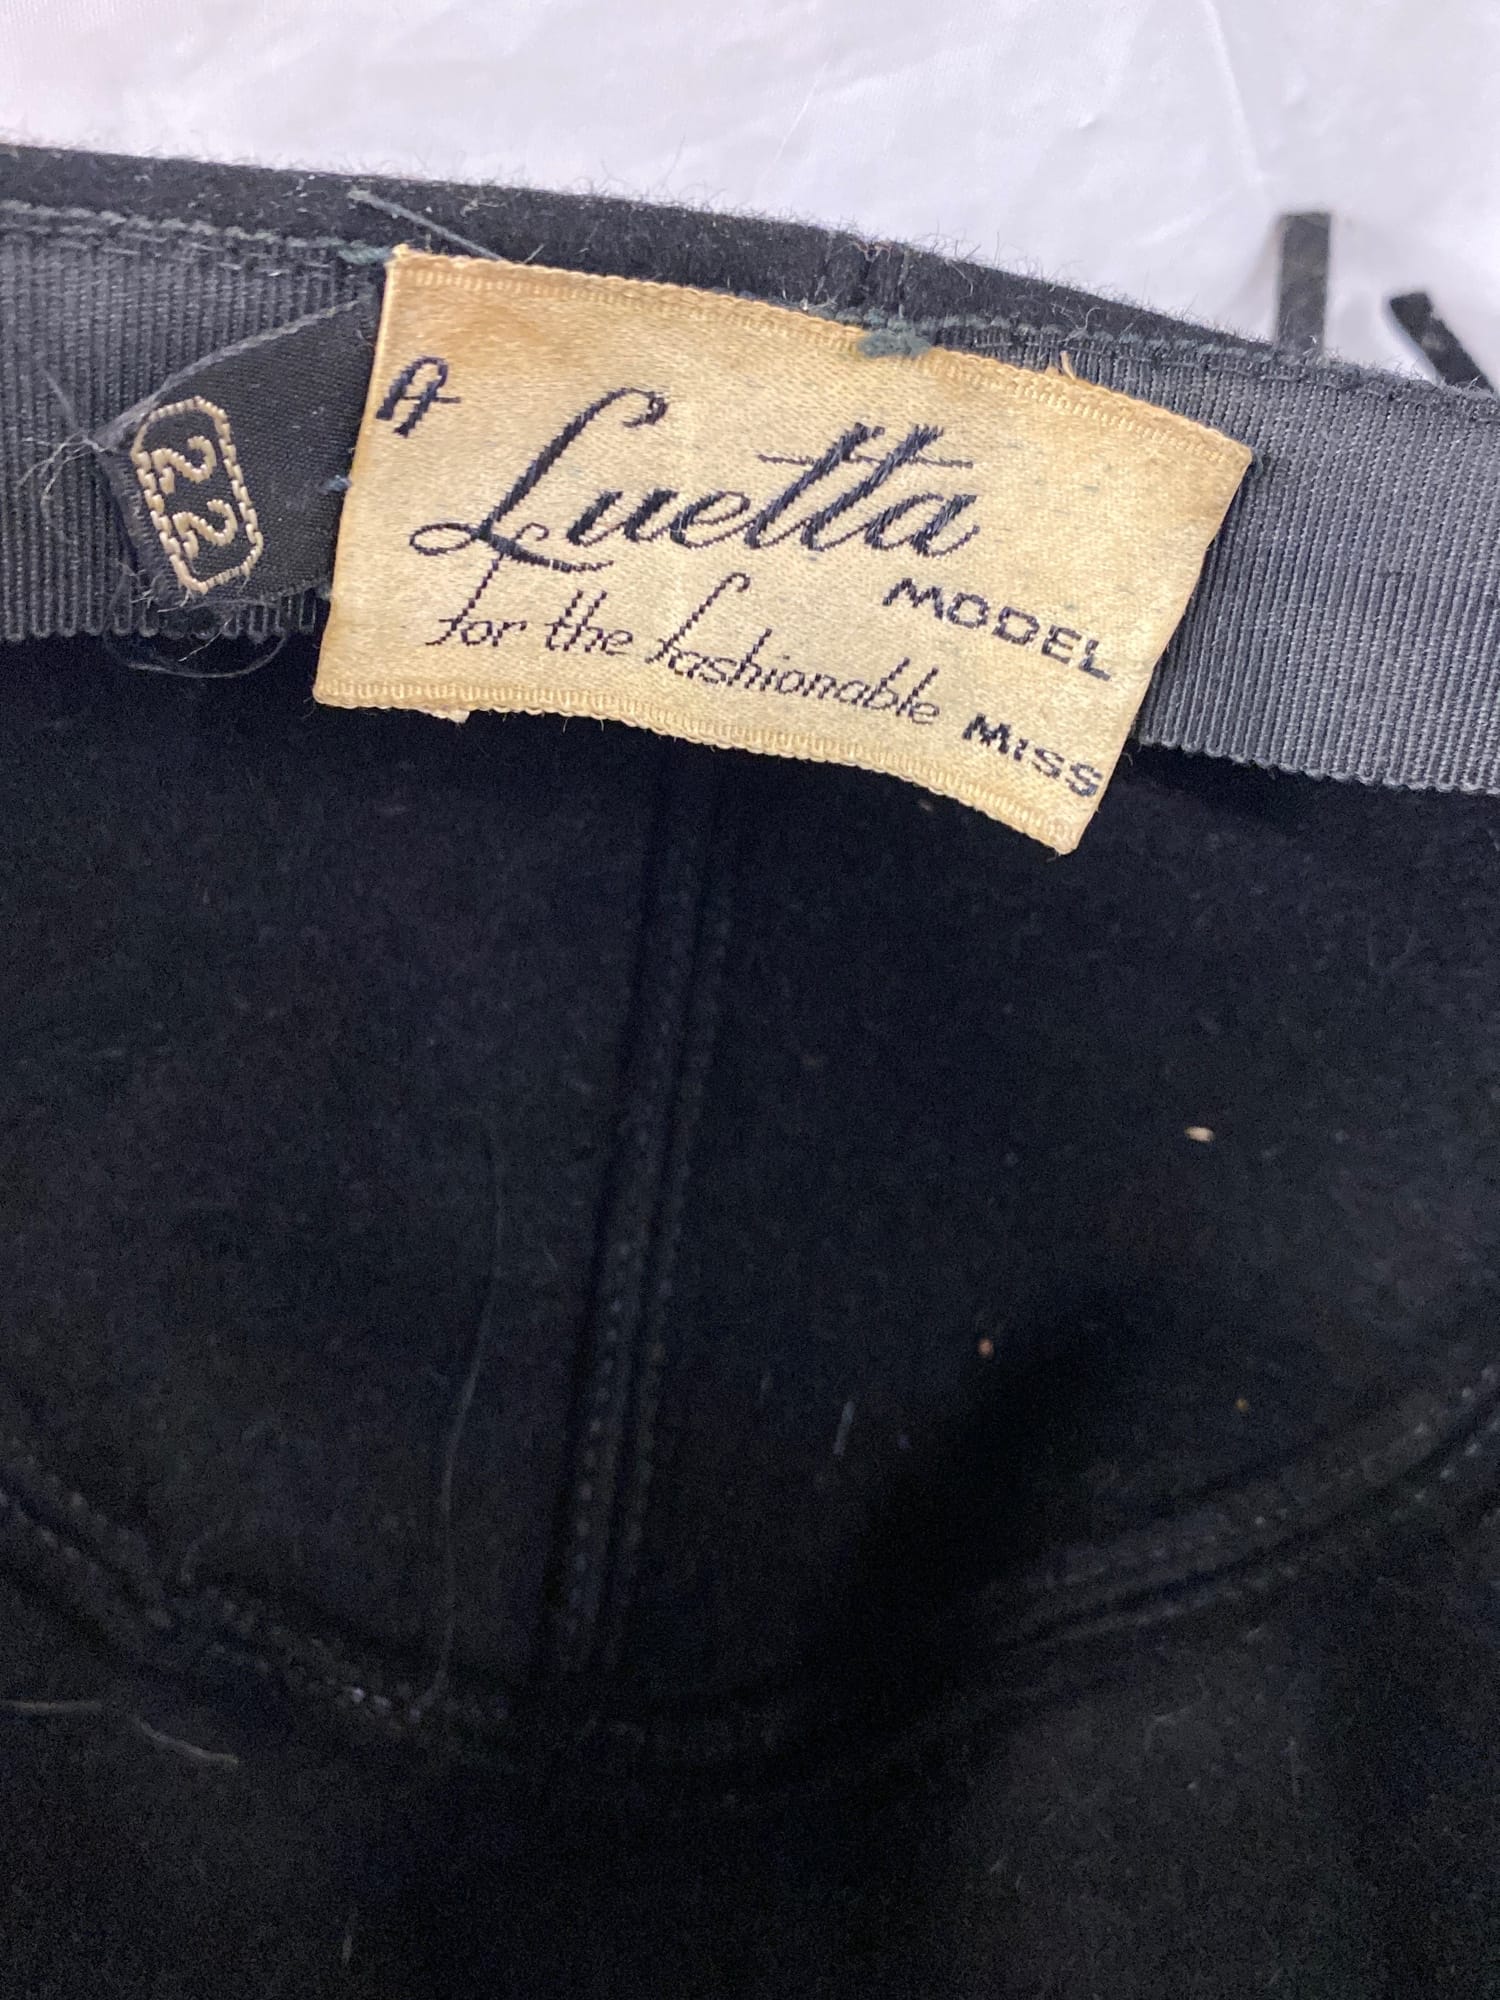 22
A Luetta
MODEL
for the fashionable MISS